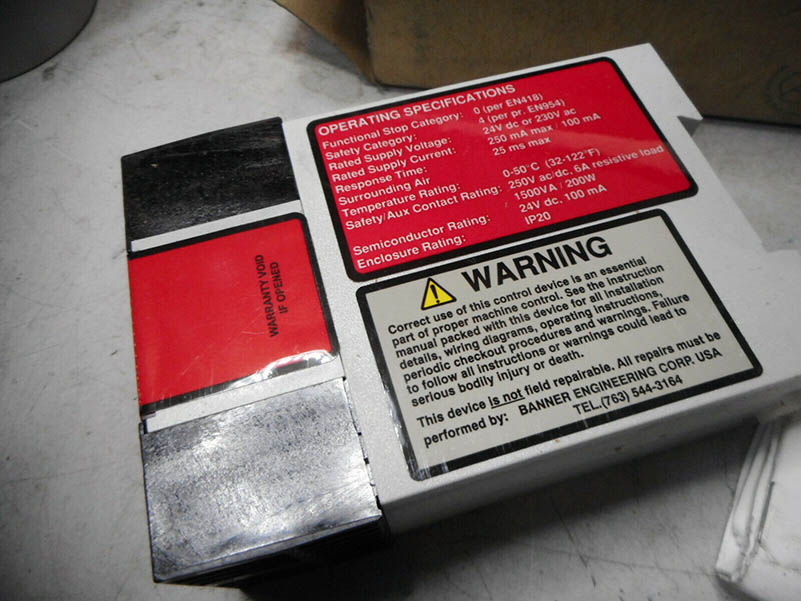 OPERATING SPECIFICATIONS
Functional Stop Category: 0 (per EN418)
Safety Category: 4 (per pr. EN954)
Rated Supply Voltage: 24V dc or 230V ac
Rated Supply Current: 250 mA max / 100 mA
Response Time: 25 ms max
Surrounding Air
Temperature Rating: 0-50°C (32-122°F)
Safety/Aux Contact Rating: 250V ac/dc. 6A resistive load
1500VA / 200W
Semiconductor Rating: 24V dc. 100 mA
Enclosure Rating: IP20
WARRANTY VOID
IF OPENED
WARNING
Correct use of this control device is an essential
part of proper machine control. See the instruction
manual packed with this device for all installation
details, wiring diagrams, operating instructions,
periodic checkout procedures and warnings. Failure
to follow all instructions or warnings could lead to
serious bodily injury or death.
This device is not field repairable. All repairs must be
performed by: BANNER ENGINEERING CORP. USA
TEL..(763) 544-3164